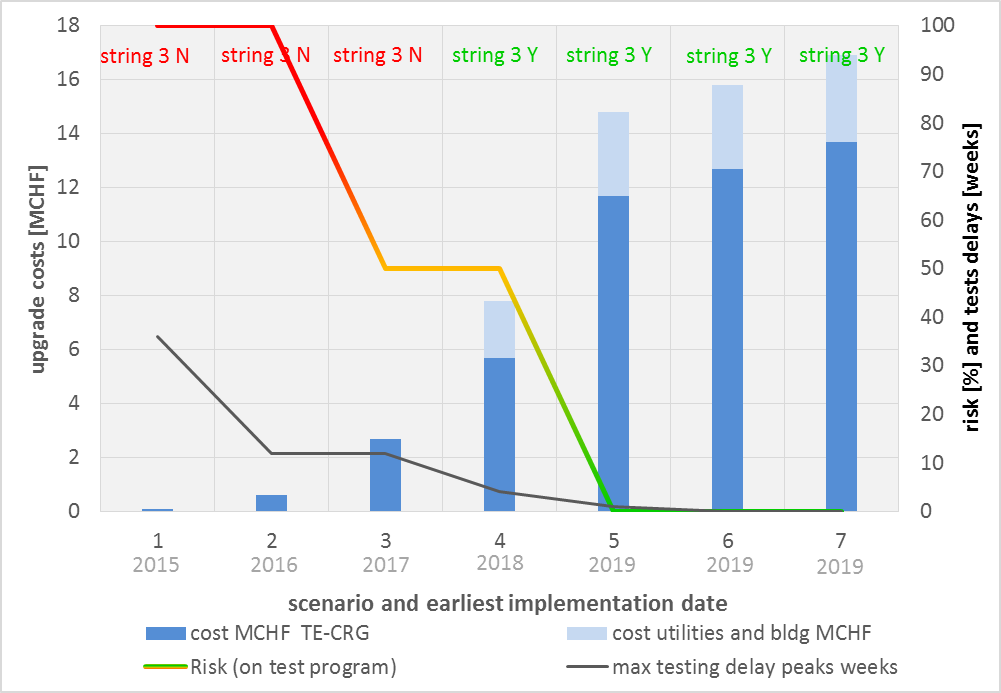 18
16
14
12
10
8
6
4
2
0
upgrade costs [MCHF]
string 3 N
string 3 N
string 3 N
string 3 Y
string 3 Y
string 3 Y
string 3 Y
100
90
80
70
60
50
40
30
20
10
0
risk [%] and tests delays [weeks]
1 2 3 4 5 6 7
2015 2016 2017 2018 2019 2019 2019
scenario and earliest implementation date
cost MCHF TE-CRG
cost utilities and bldg MCHF
Risk (on test program)
max testing delay peaks weeks